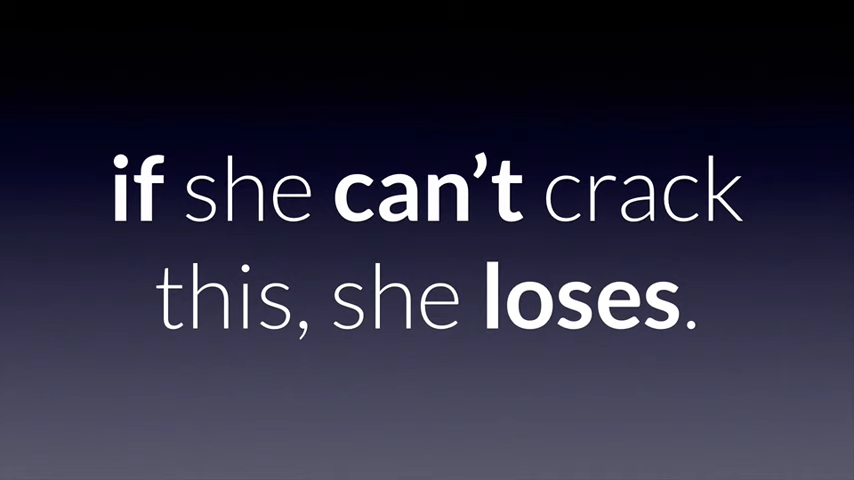 if she can’t crack
this, she loses.